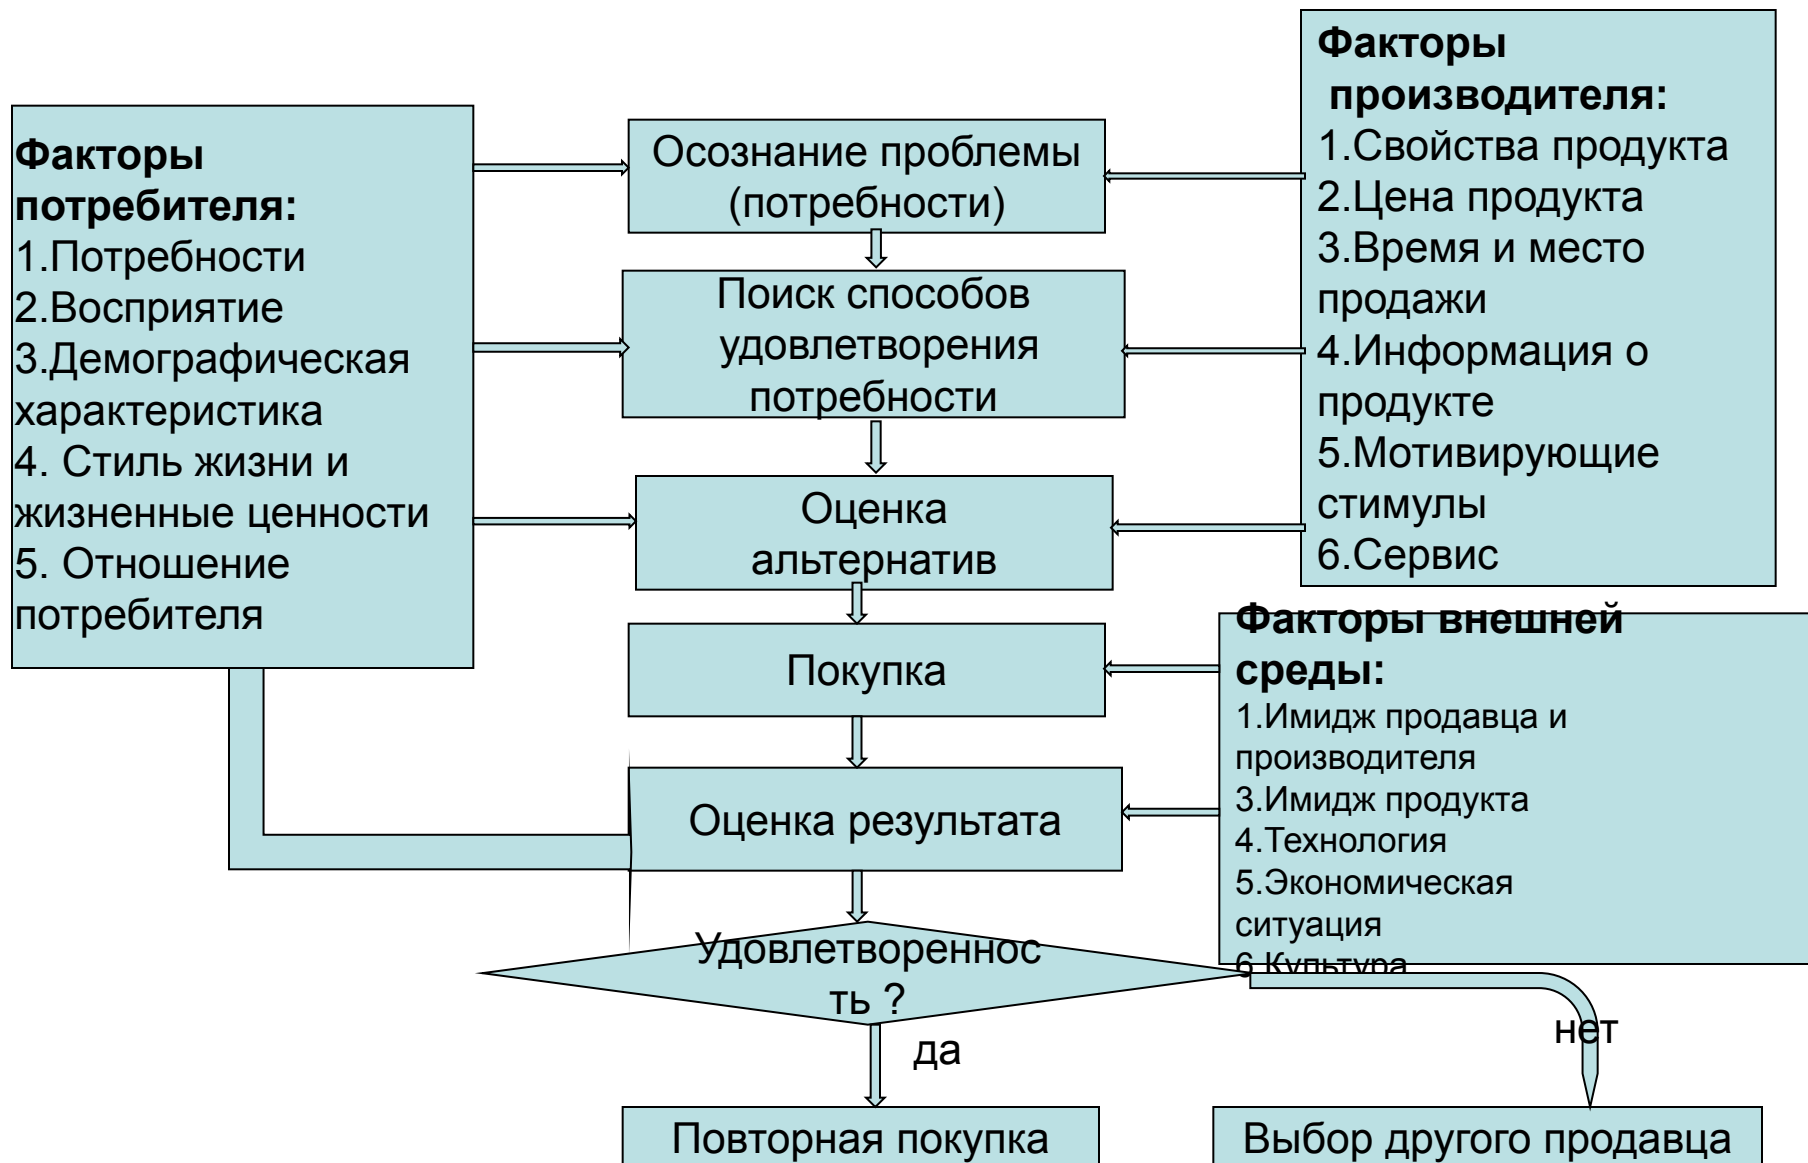 Факторы
потребителя:
1.Потребности
2.Восприятие
3.Демографическая
характеристика
4. Стиль жизни и
жизненные ценности
5. Отношение
потребителя
Осознание проблемы
(потребности)
Поиск способов
удовлетворения
потребности
Оценка
альтернатив
Покупка
Оценка результата
Удовлетвореннос
ть ?
да
нет
Повторная покупка
Выбор другого продавца
Факторы
производителя:
1.Свойства продукта
2.Цена продукта
3.Время и место
продажи
4.Информация о
продукте
5.Мотивирующие
стимулы
6.Сервис
Факторы внешней
среды:
1.Имидж продавца и
производителя
3.Имидж продукта
4.Технология
5.Экономическая
ситуация
6.Культура